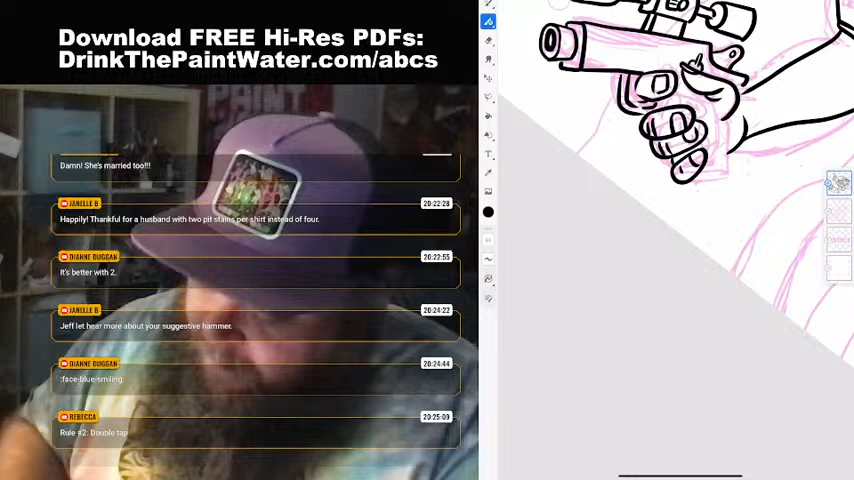 Download FREE Hi-Res PDFs:
DrinkThePaintWater.com/abcs
PAINT
Damn! She's married too!!!
JANELLE B 20:22:28
Happily! Thankful for a husband with two pit stains per shirt instead of four.
DIANNE DUGGAN 20:22:55
It's better with 2.
JANELLE B 20:24:22
Jeff let hear more about your suggestive hammer.
DIANNE DUGGAN 20:24:44
:face-blue-smiling:
REBECCA 20:25:09
Rule #2: Double tap
T